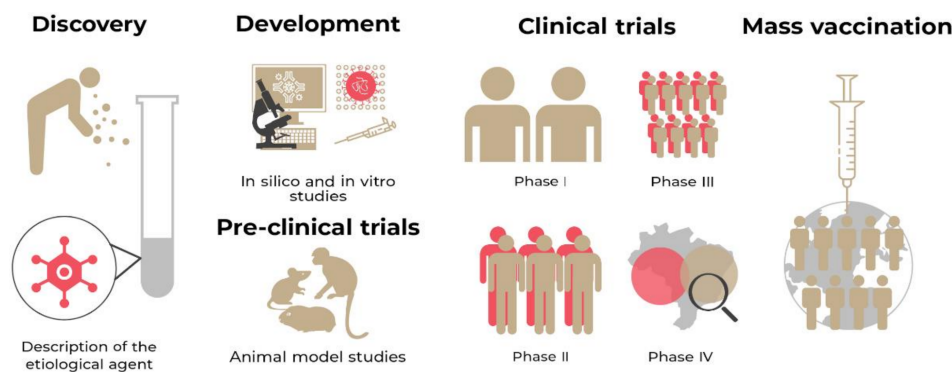 Discovery
Description of the
etiological agent
Development
In silico and in vitro
studies
Pre-clinical trials
Animal model studies
Clinical trials
Phase I
Phase III
Phase II
Phase IV
Mass vaccination